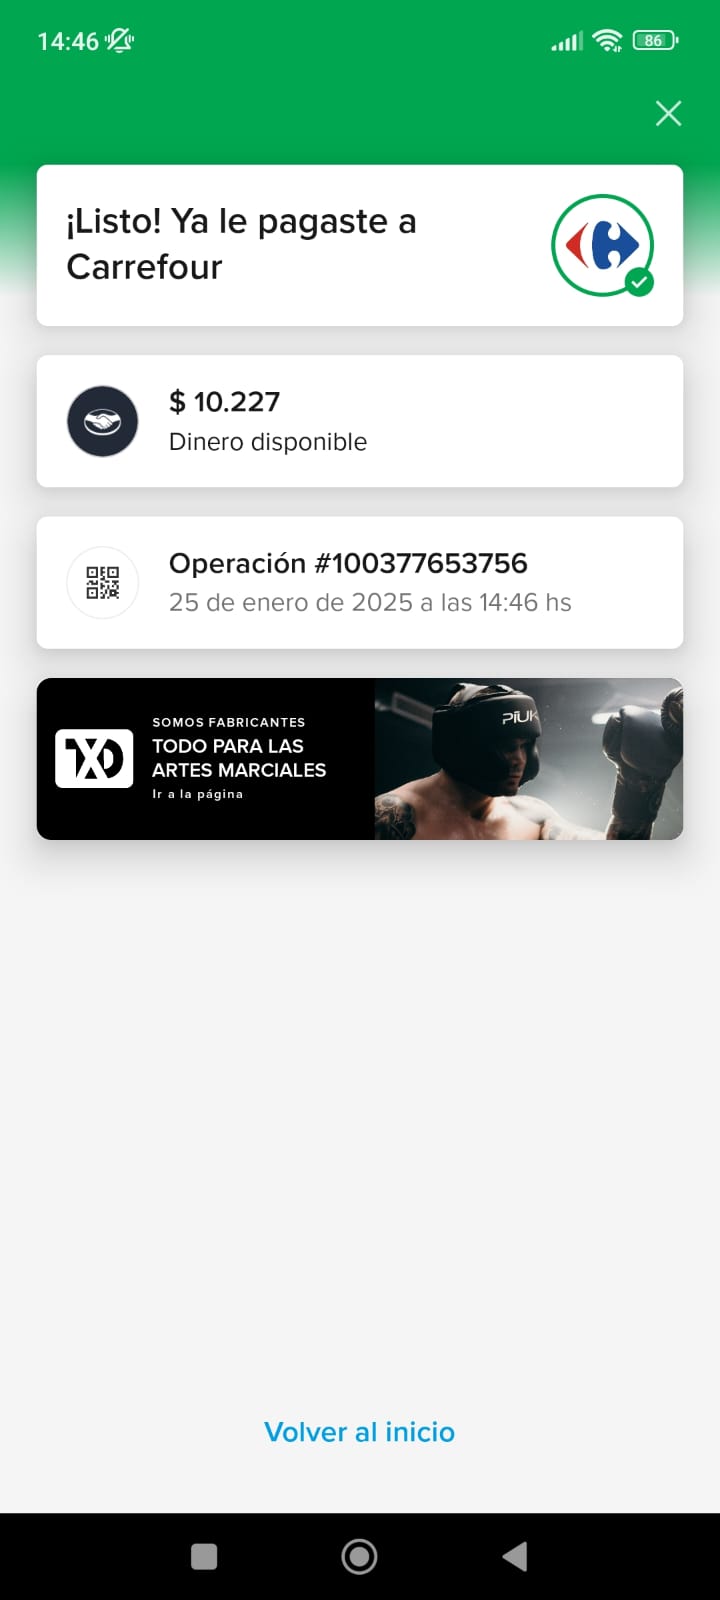 14:46
86
¡Listo! Ya le pagaste a
Carrefour
$ 10.227
Dinero disponible
Operación #100377653756
25 de enero de 2025 a las 14:46 hs
SOMOS FABRICANTES
TODO PARA LAS
ARTES MARCIALES
Ir a la página
TXD
PIUK
Volver al inicio